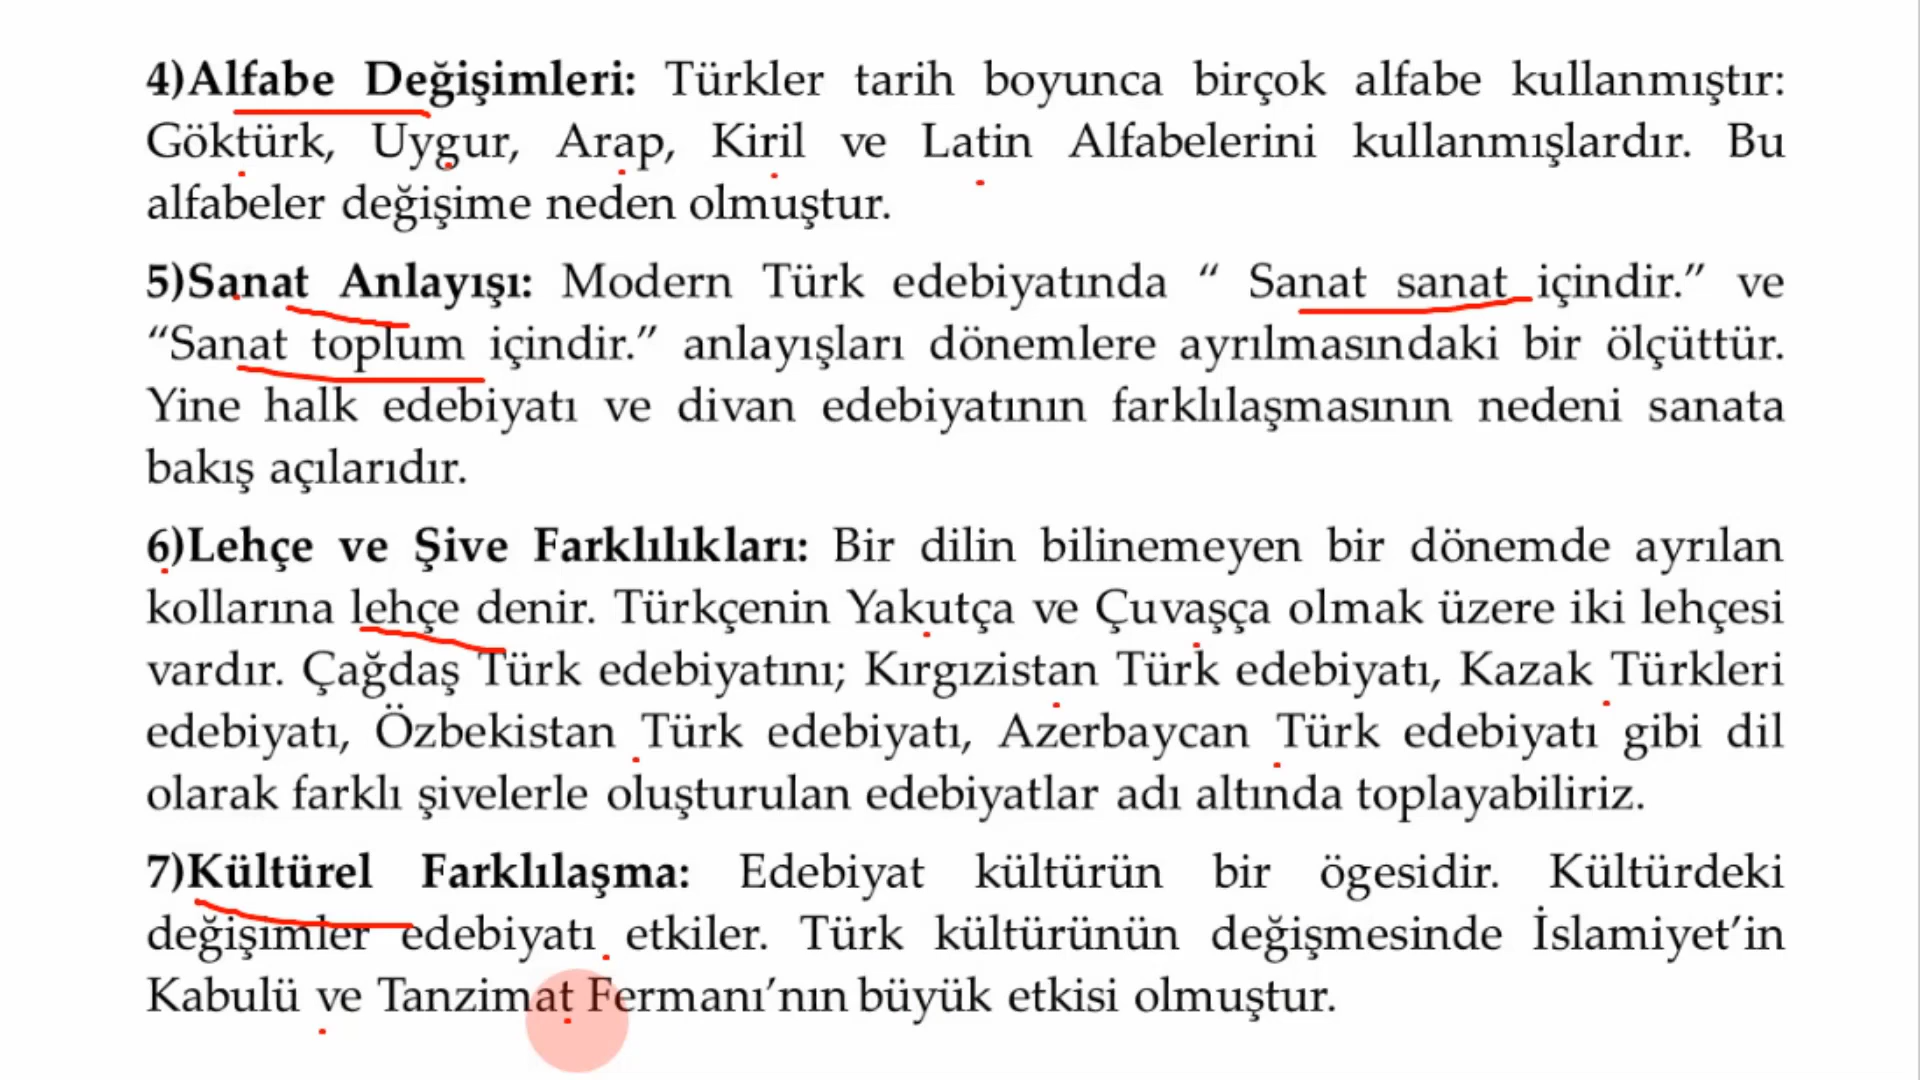 4)Alfabe Değişimleri: Türkler tarih boyunca birçok alfabe kullanmıştır:
Göktürk, Uygur, Arap, Kiril ve Latin Alfabelerini kullanmışlardır. Bu
alfabeler değişime neden olmuştur.
5)Sanat Anlayışı: Modern Türk edebiyatında “ Sanat sanat içindir.” ve
“Sanat toplum içindir.” anlayışları dönemlere ayrılmasındaki bir ölçüttür.
Yine halk edebiyatı ve divan edebiyatının farklılaşmasının nedeni sanata
bakış açılarıdır.
6)Lehçe ve Şive Farklılıkları: Bir dilin bilinemeyen bir dönemde ayrılan
kollarına lehçe denir. Türkçenin Yakutça ve Çuvaşça olmak üzere iki lehçesi
vardır. Çağdaş Türk edebiyatını; Kırgızistan Türk edebiyatı, Kazak Türkleri
edebiyatı, Özbekistan Türk edebiyatı, Azerbaycan Türk edebiyatı gibi dil
olarak farklı şivelerle oluşturulan edebiyatlar adı altında toplayabiliriz.
7)Kültürel Farklılaşma: Edebiyat kültürün bir ögesidir. Kültürdeki
değişimler edebiyatı etkiler. Türk kültürünün değişmesinde İslamiyet’in
Kabulü ve Tanzimat Fermanı’nın büyük etkisi olmuştur.